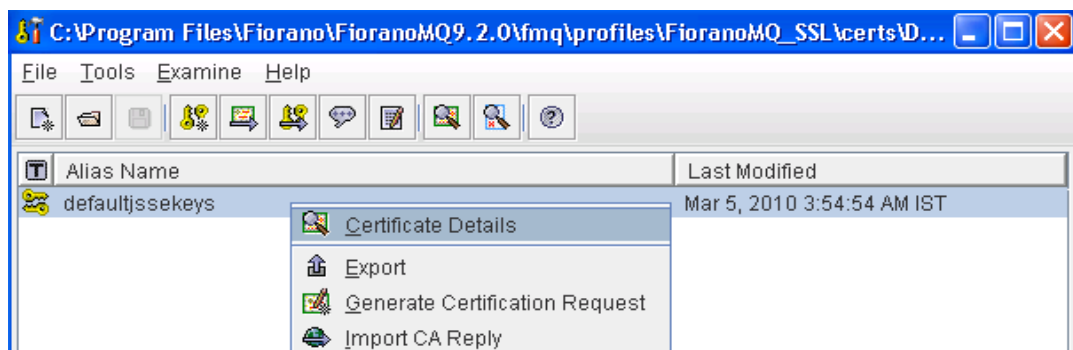 C:\Program Files\Fiorano\FioranoMQ9.2.0\fmq\profiles\FioranoMQ_SSL\certs\D...
File Tools Examine Help
T Alias Name Last Modified
defaultjssekeys Mar 5, 2010 3:54:54 AM IST
Certificate Details
Export
Generate Certification Request
Import CA Reply